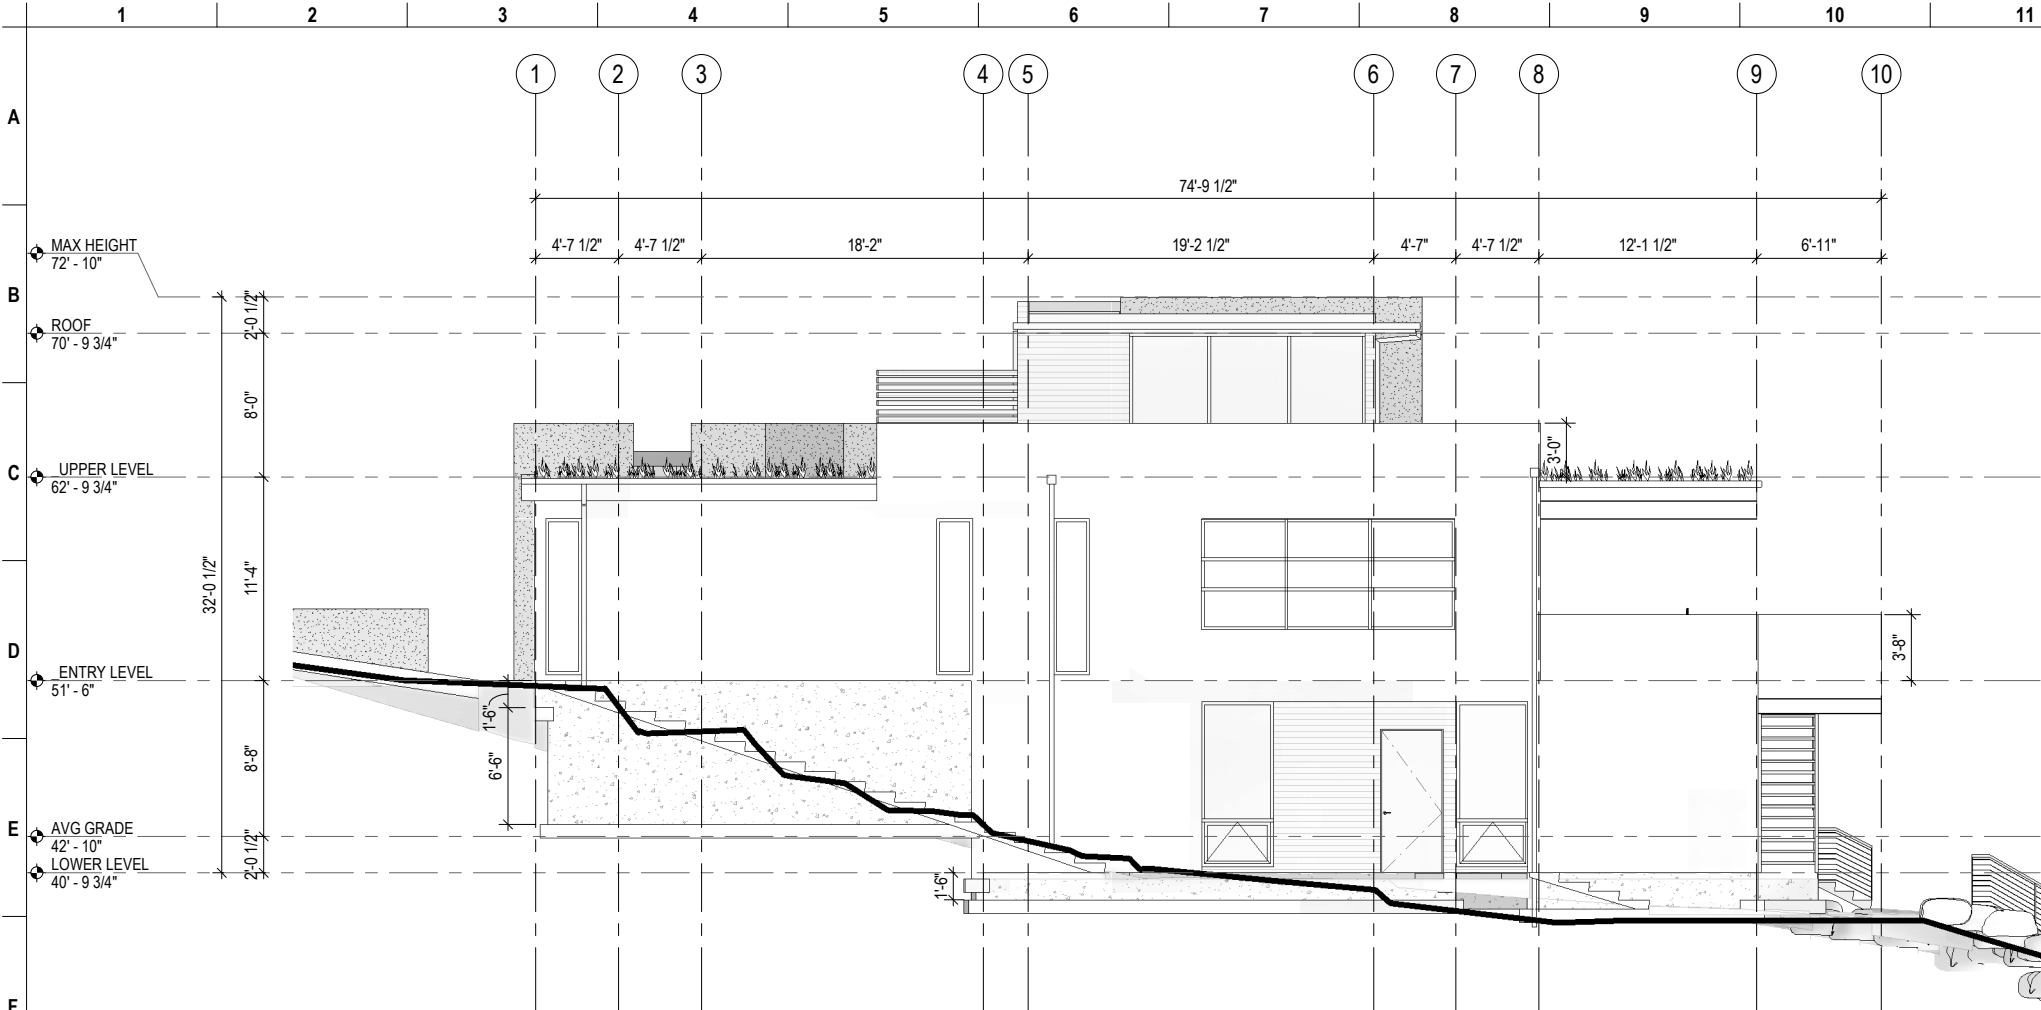 1 2 3 4 5 6 7 8 9 10 11
1 2 3 4 5 6 7 8 9 10
A
74'-9 1/2"
4'-7 1/2" 4'-7 1/2" 18'-2" 19'-2 1/2" 4'-7" 4'-7 1/2" 12'-1 1/2" 6'-11"
MAX HEIGHT
72' - 10"
B
2'-0 1/2"
ROOF
70' - 9 3/4"
8'-0"
3'-0"
C
UPPER LEVEL
62' - 9 3/4"
32'-0 1/2"
11'-4"
D
ENTRY LEVEL
51' - 6"
3'-8"
1'-6"
8'-8"
6'-6"
E
AVG GRADE
42' - 10"
2'-0 1/2"
LOWER LEVEL
40' - 9 3/4"
1'-6"
F